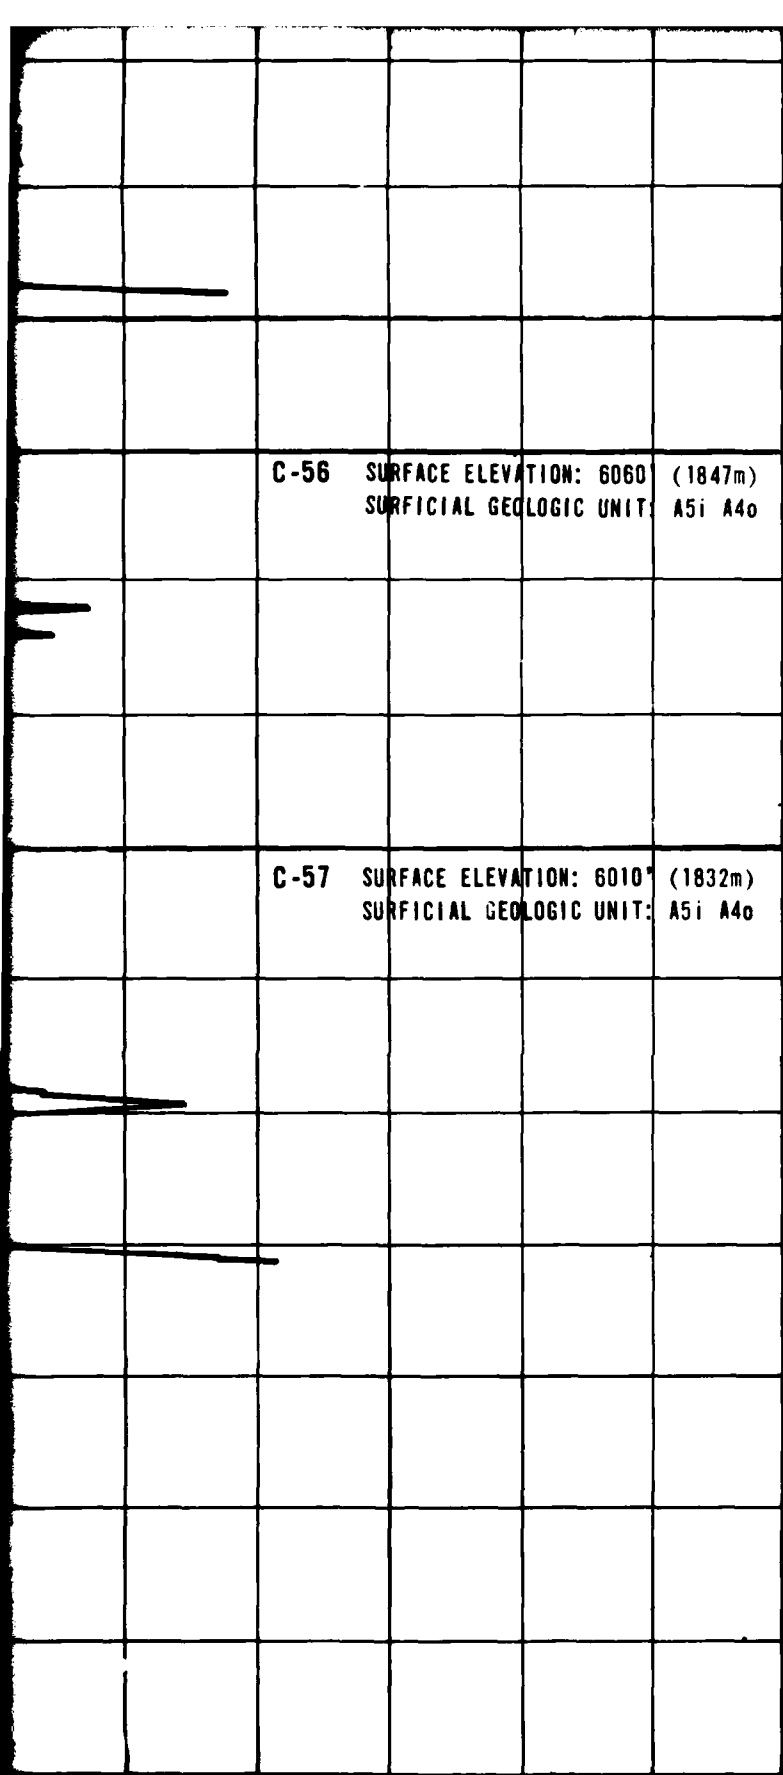 C-56 SURFACE ELEVATION: 6060' (1847m)
SURFICIAL GEOLOGIC UNIT: A5i A4o
C-57 SURFACE ELEVATION: 6010' (1832m)
SURFICIAL GEOLOGIC UNIT: A5i A4o